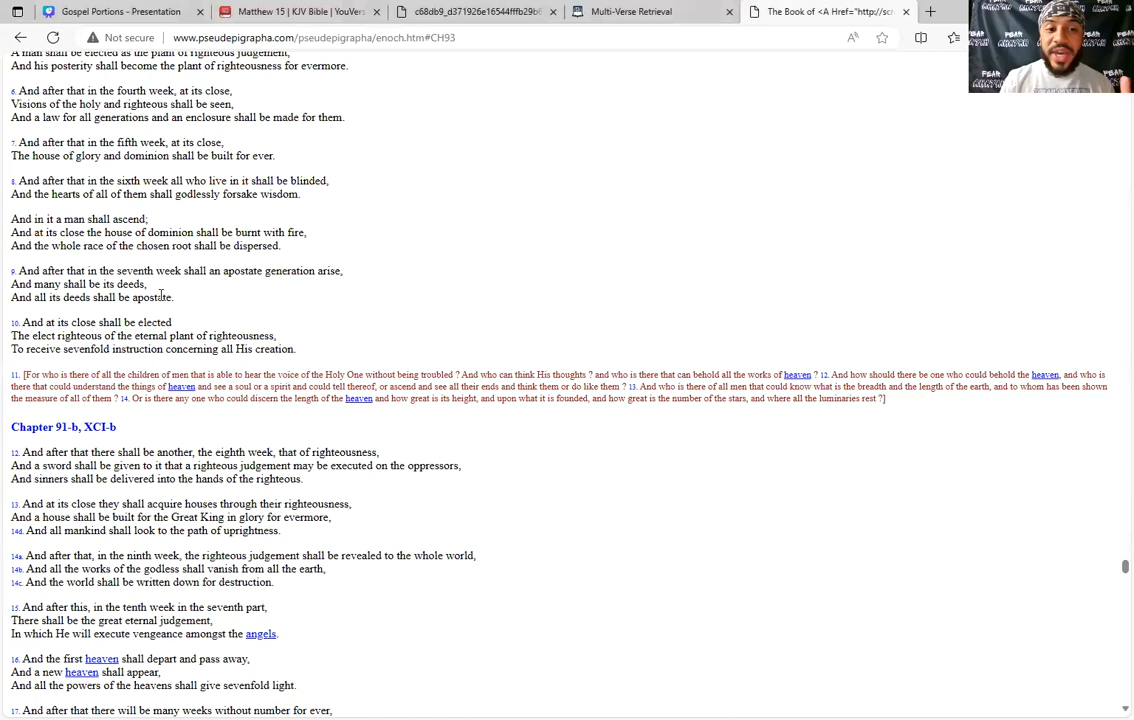 Gospel Portions - Presentation
Matthew 15 | KJV Bible | YouVers
c68db9_d371926e16544fffb29b6
Multi-Verse Retrieval
The Book of <A Href="http://scr
Not secure
www.pseudepigrapha.com/pseudepigrapha/enoch.htm#CH93
A man shall be elected as the plant of righteous judgement,
And his posterity shall become the plant of righteousness for evermore.
6. And after that in the fourth week, at its close,
Visions of the holy and righteous shall be seen,
And a law for all generations and an enclosure shall be made for them.
7. And after that in the fifth week, at its close,
The house of glory and dominion shall be built for ever.
8. And after that in the sixth week all who live in it shall be blinded,
And the hearts of all of them shall godlessly forsake wisdom.
And in it a man shall ascend;
And at its close the house of dominion shall be burnt with fire,
And the whole race of the chosen root shall be dispersed.
9. And after that in the seventh week shall an apostate generation arise,
And many shall be its deeds,
And all its deeds shall be apostate.
10. And at its close shall be elected
The elect righteous of the eternal plant of righteousness,
To receive sevenfold instruction concerning all His creation.
11. [For who is there of all the children of men that is able to hear the voice of the Holy One without being troubled ? And who can think His thoughts ? and who is there that can behold all the works of heaven ? 12. And how should there be one who could behold the heaven, and who is
there that could understand the things of heaven and see a soul or a spirit and could tell thereof, or ascend and see all their ends and think them or do like them ? 13. And who is there of all men that could know what is the breadth and the length of the earth, and to whom has been shown
the measure of all of them ? 14. Or is there any one who could discern the length of the heaven and how great is its height, and upon what it is founded, and how great is the number of the stars, and where all the luminaries rest ?]
Chapter 91-b, XCI-b
12. And after that there shall be another, the eighth week, that of righteousness,
And a sword shall be given to it that a righteous judgement may be executed on the oppressors,
And sinners shall be delivered into the hands of the righteous.
13. And at its close they shall acquire houses through their righteousness,
And a house shall be built for the Great King in glory for evermore,
14d. And all mankind shall look to the path of uprightness.
14a. And after that, in the ninth week, the righteous judgement shall be revealed to the whole world,
14b. And all the works of the godless shall vanish from all the earth,
14c. And the world shall be written down for destruction.
15. And after this, in the tenth week in the seventh part,
There shall be the great eternal judgement,
In which He will execute vengeance amongst the angels.
16. And the first heaven shall depart and pass away,
And a new heaven shall appear,
And all the powers of the heavens shall give sevenfold light.
17. And after that there will be many weeks without number for ever,